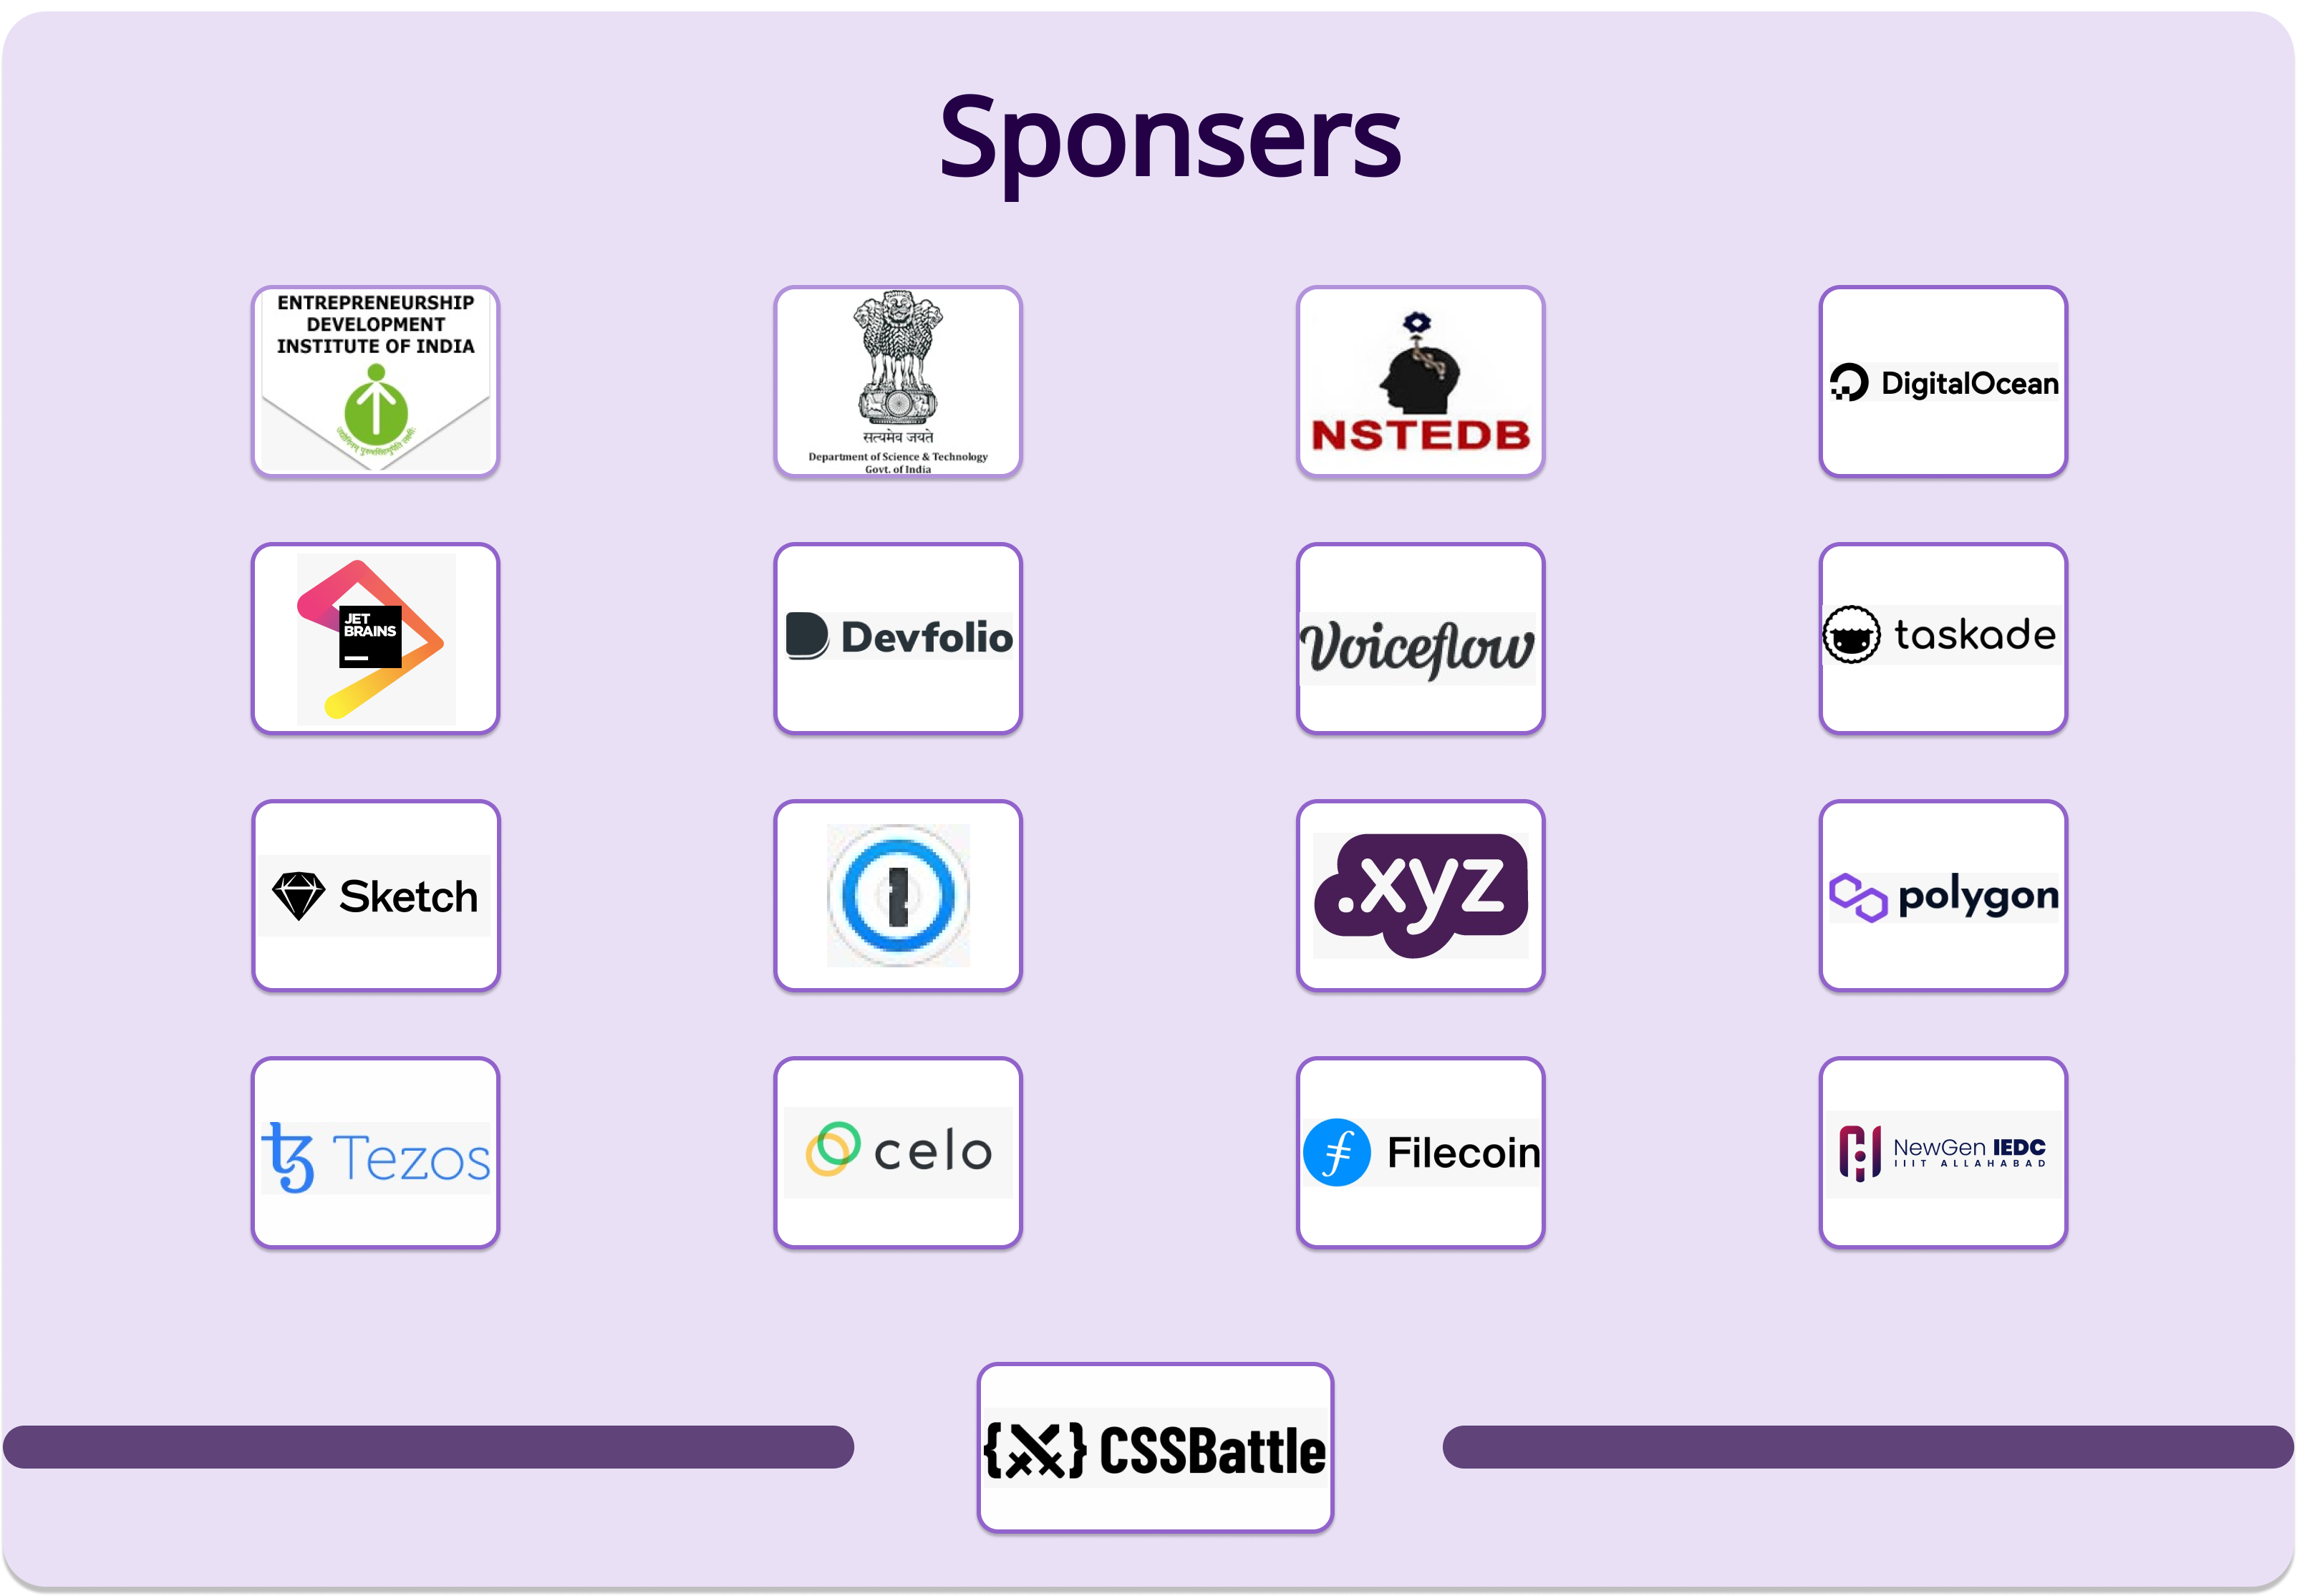 Sponsers
ENTREPRENEURSHIP
DEVELOPMENT
INSTITUTE OF INDIA
सत्यमेव जयते
Department of Science & Technology
Govt. of India
NSTEDB
DigitalOcean
JET
BRAINS
Devfolio
Voiceflow
taskade
Sketch
.xyz
polygon
Tezos
celo
Filecoin
NewGen IEDC
IIIT ALLAHABAD
{⚔} CSSBattle